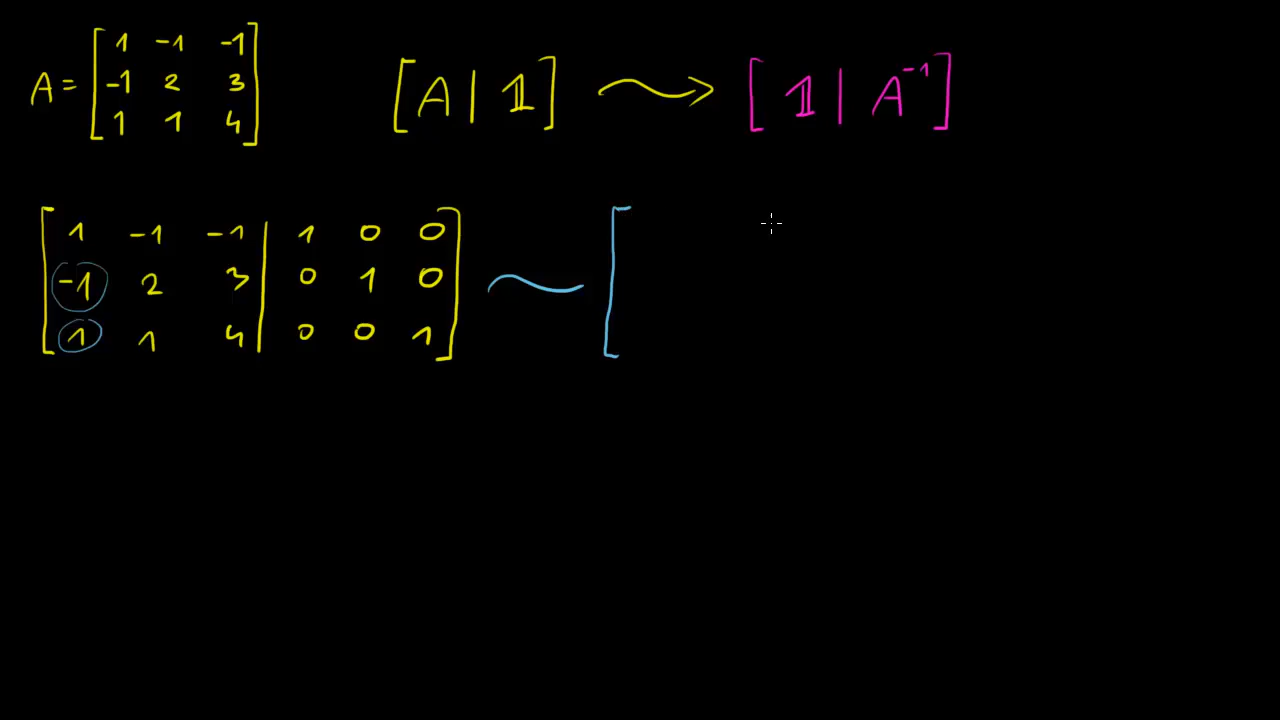 A = [ 1 -1 -1
-1 2 3
1 1 4 ]
[ A | 𝟙 ] ⟿ [ 𝟙 | A⁻¹ ]
[ 1 -1 -1 | 1 0 0
-1 2 3 | 0 1 0
1 1 4 | 0 0 1 ] ~ [